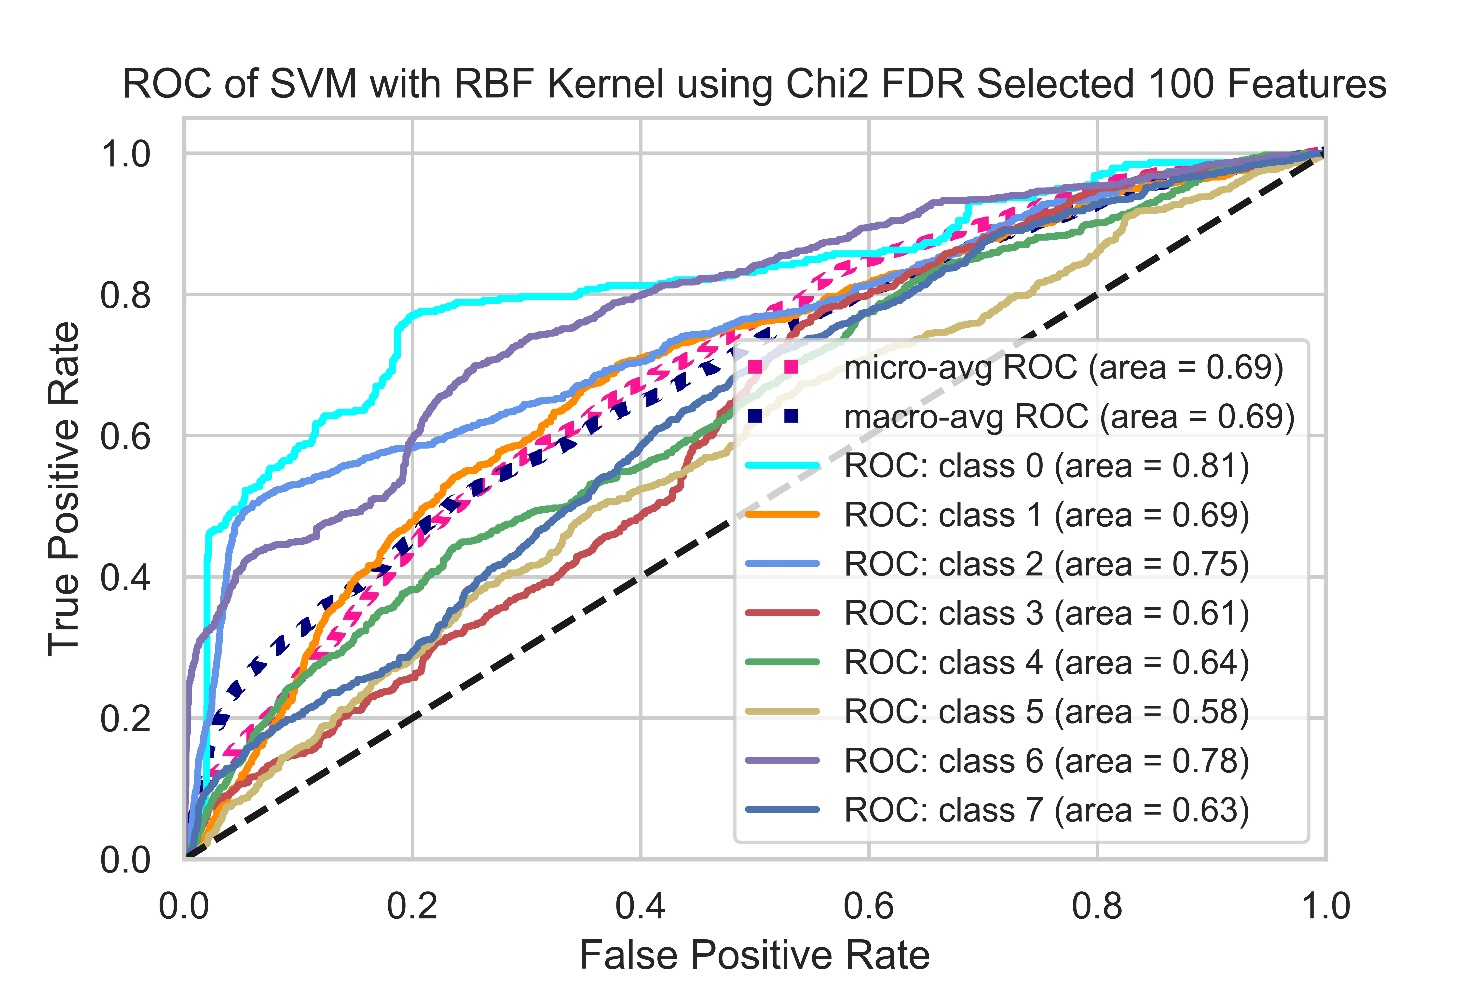 ROC of SVM with RBF Kernel using Chi2 FDR Selected 100 Features
1.0
0.8
0.6
0.4
0.2
0.0
True Positive Rate
micro-avg ROC (area = 0.69)
macro-avg ROC (area = 0.69)
ROC: class 0 (area = 0.81)
ROC: class 1 (area = 0.69)
ROC: class 2 (area = 0.75)
ROC: class 3 (area = 0.61)
ROC: class 4 (area = 0.64)
ROC: class 5 (area = 0.58)
ROC: class 6 (area = 0.78)
ROC: class 7 (area = 0.63)
0.0 0.2 0.4 0.6 0.8 1.0
False Positive Rate